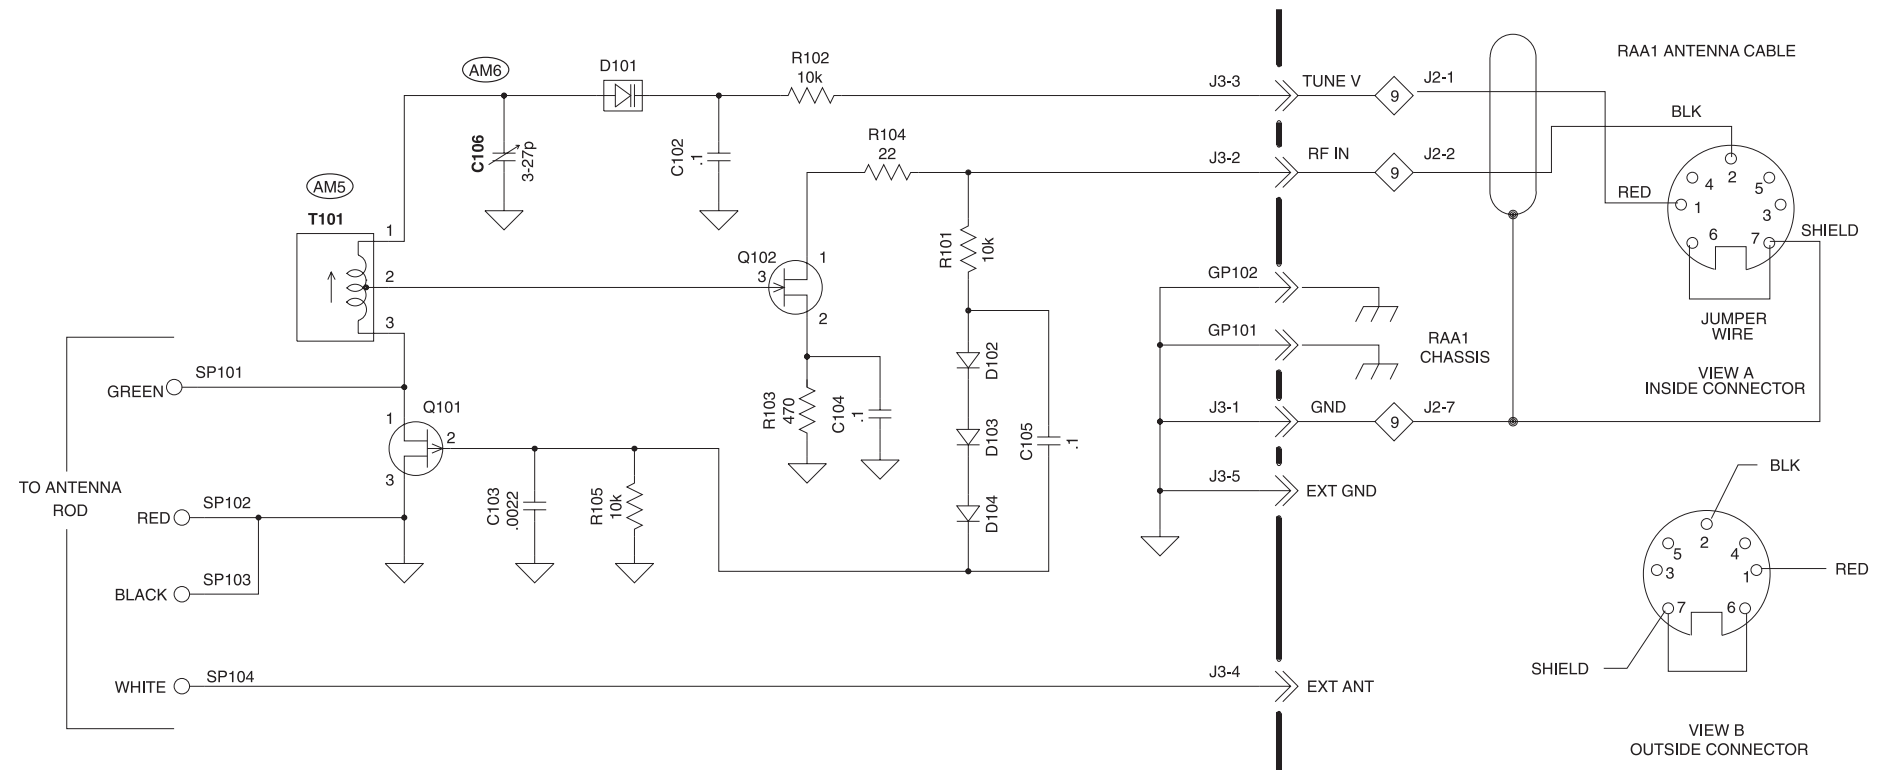 RAA1 ANTENNA CABLE
AM6
D101
R102
10k
J3-3
TUNE V
9
J2-1
BLK
C106
3-27p
C102
.1
R104
22
J3-2
RF IN
9
J2-2
RED
4
2
5
1
3
6
7
SHIELD
JUMPER
WIRE
VIEW A
INSIDE CONNECTOR
AM5
T101
1
2
3
Q102
3
1
2
R101
10k
GP102
GP101
RAA1
CHASSIS
D102
D103
D104
C105
.1
R103
470
C104
.1
J3-1
GND
9
J2-7
J3-5
EXT GND
GREEN
SP101
Q101
1
2
3
TO ANTENNA
ROD
RED
SP102
C103
.0022
R105
10k
BLACK
SP103
WHITE
SP104
J3-4
EXT ANT
BLK
2
5
4
3
1
RED
7
6
SHIELD
VIEW B
OUTSIDE CONNECTOR